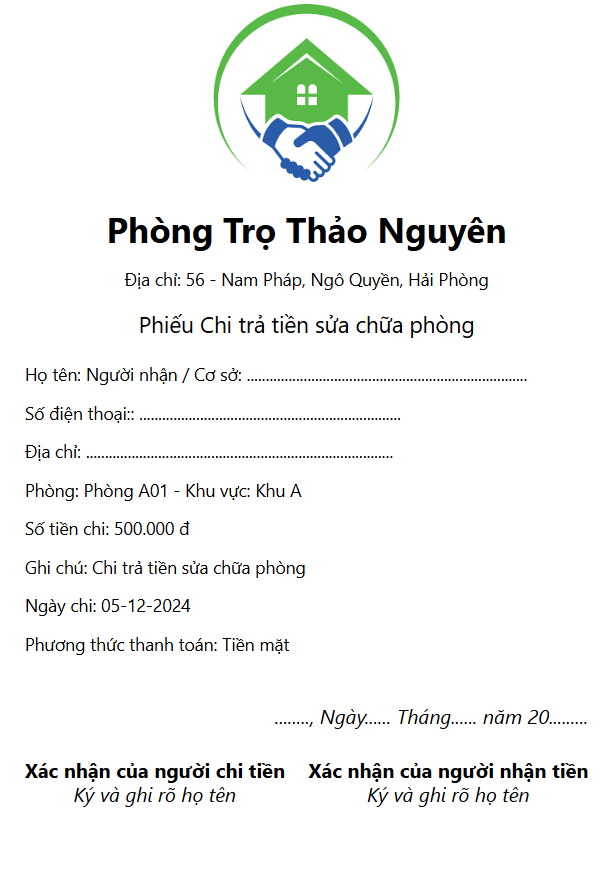 Phòng Trọ Thảo Nguyên
Địa chỉ: 56 - Nam Pháp, Ngô Quyền, Hải Phòng
Phiếu Chi trả tiền sửa chữa phòng
Họ tên: Người nhận / Cơ sở: ...........................................................................
Số điện thoại:: ......................................................................
Địa chỉ: ..................................................................................
Phòng: Phòng A01 - Khu vực: Khu A
Số tiền chi: 500.000 đ
Ghi chú: Chi trả tiền sửa chữa phòng
Ngày chi: 05-12-2024
Phương thức thanh toán: Tiền mặt
........, Ngày...... Tháng...... năm 20.........
Xác nhận của người chi tiền Xác nhận của người nhận tiền
Ký và ghi rõ họ tên Ký và ghi rõ họ tên